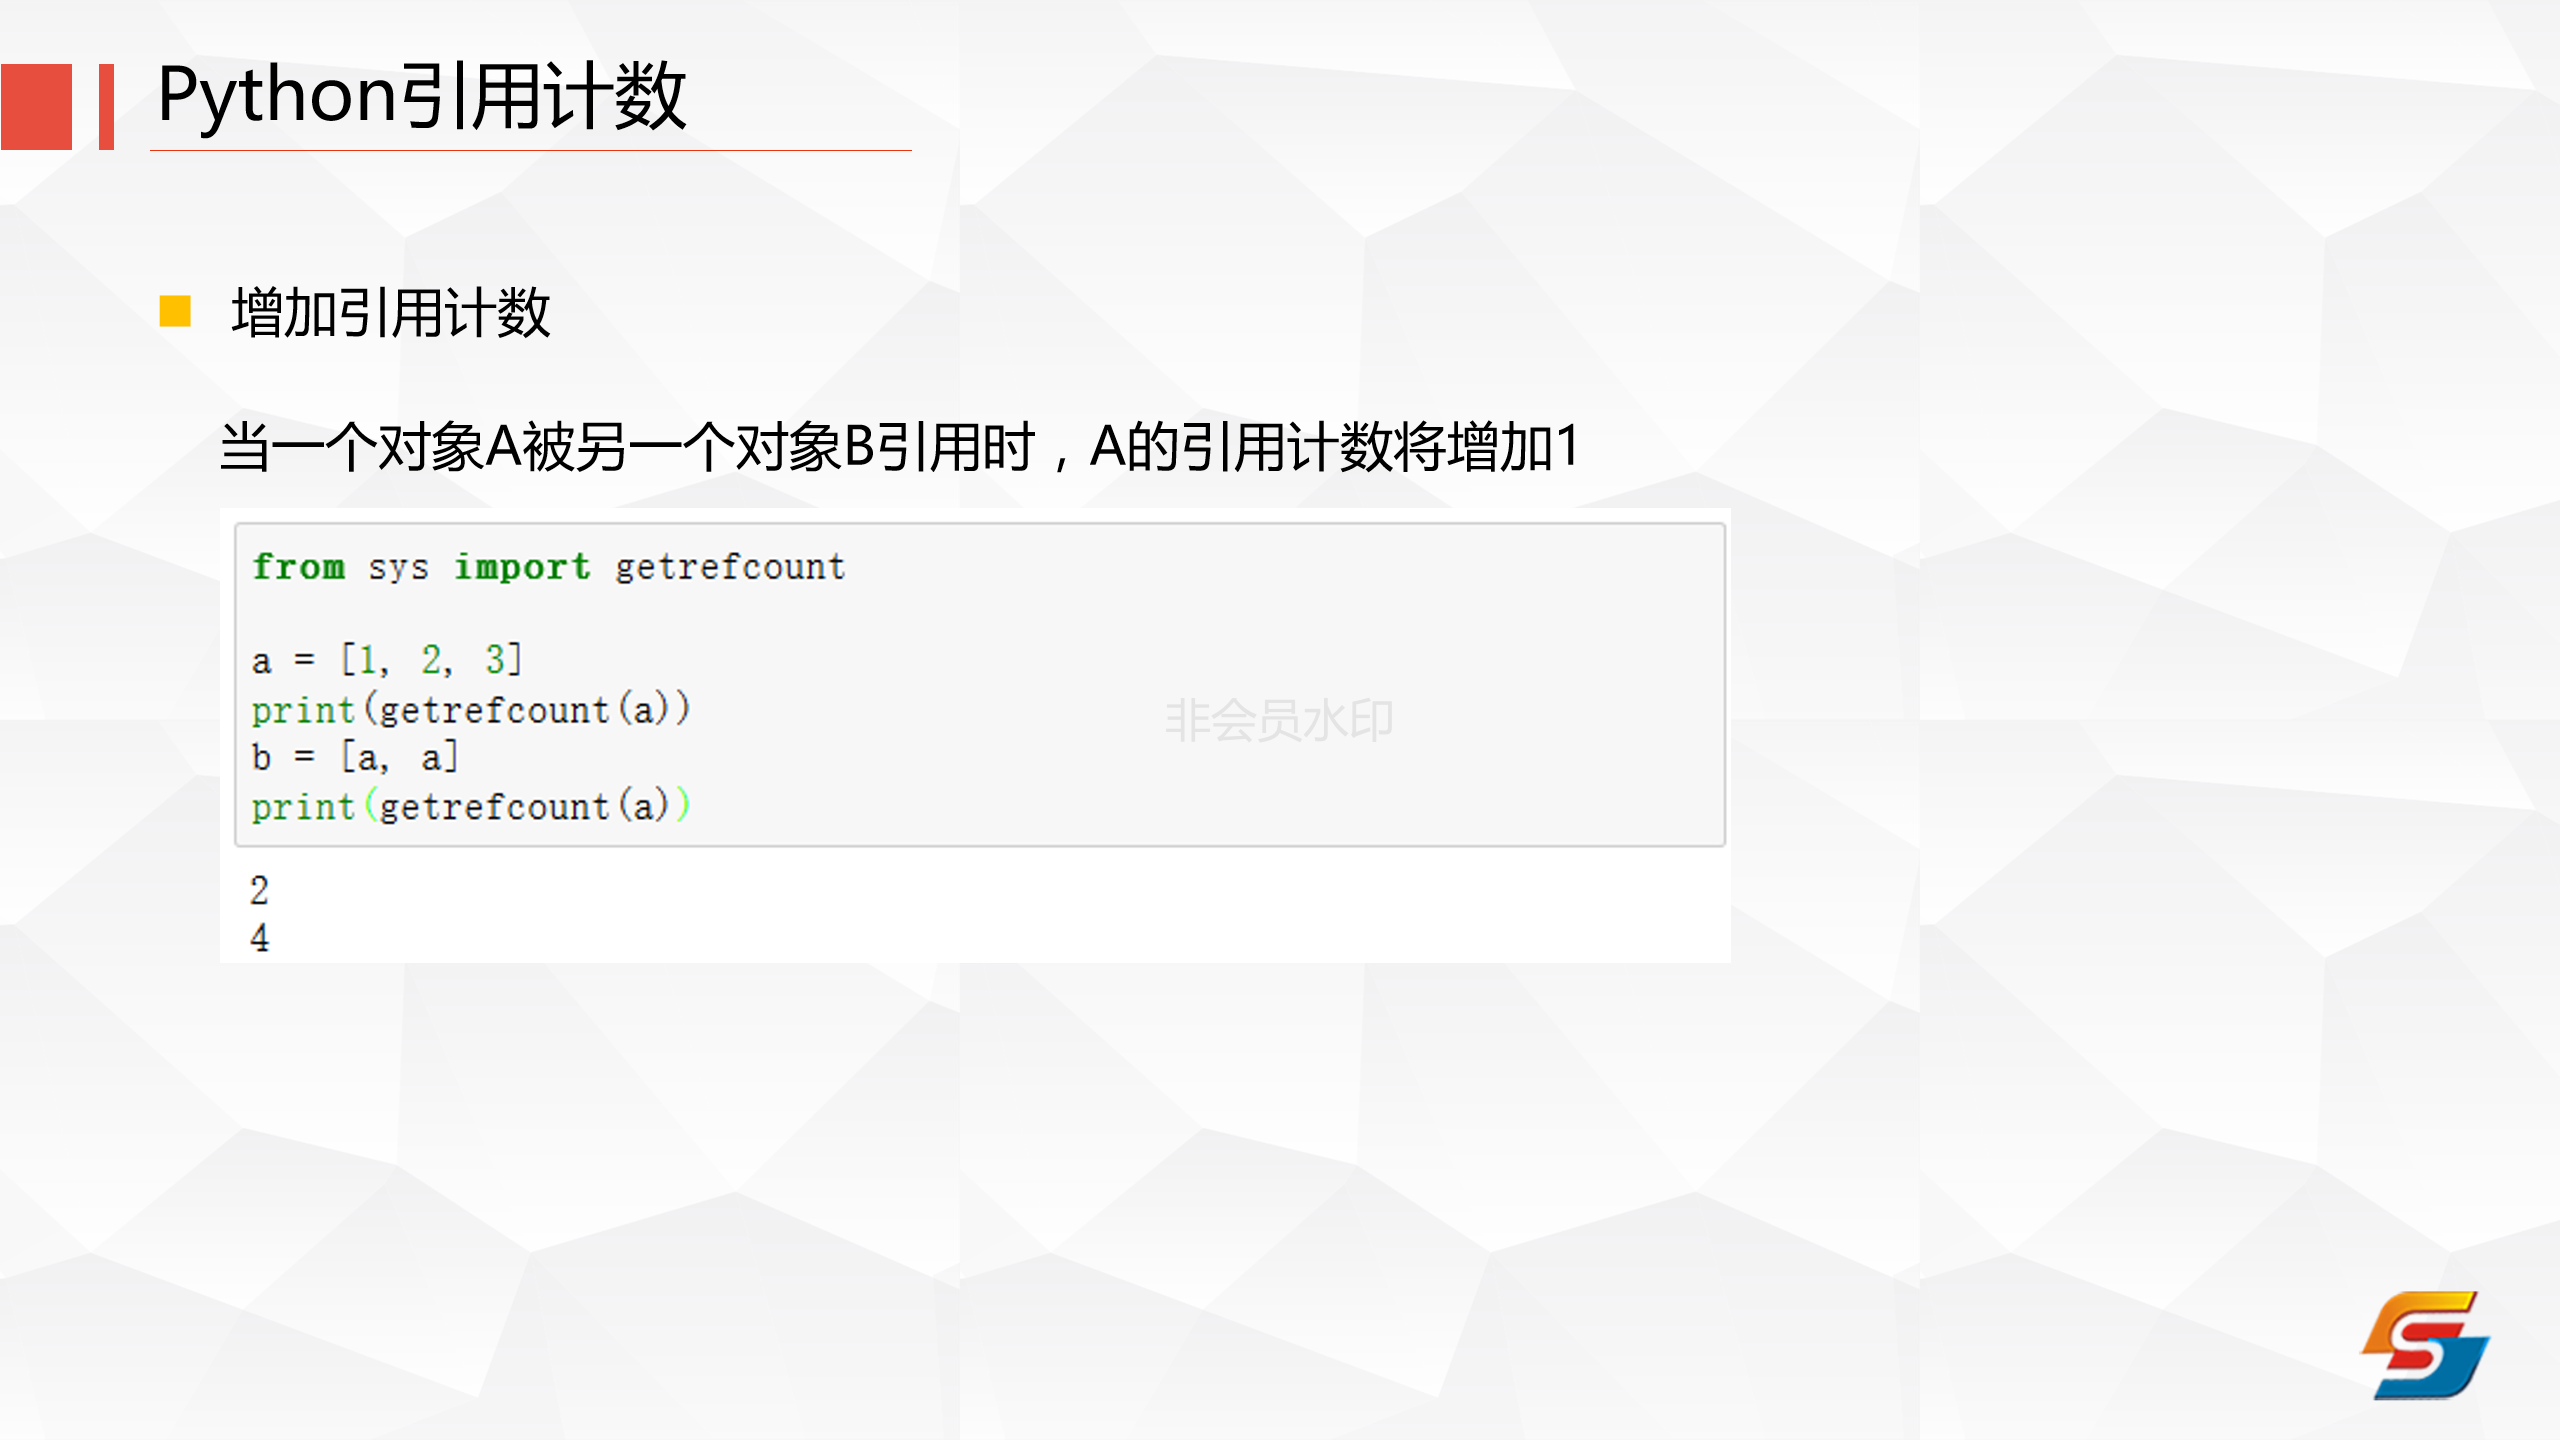 Python引用计数
增加引用计数
当一个对象A被另一个对象B引用时，A的引用计数将增加1
from sys import getrefcount
a = [1, 2, 3]
print(getrefcount(a))
b = [a, a]
print(getrefcount(a))
非会员水印
2
4